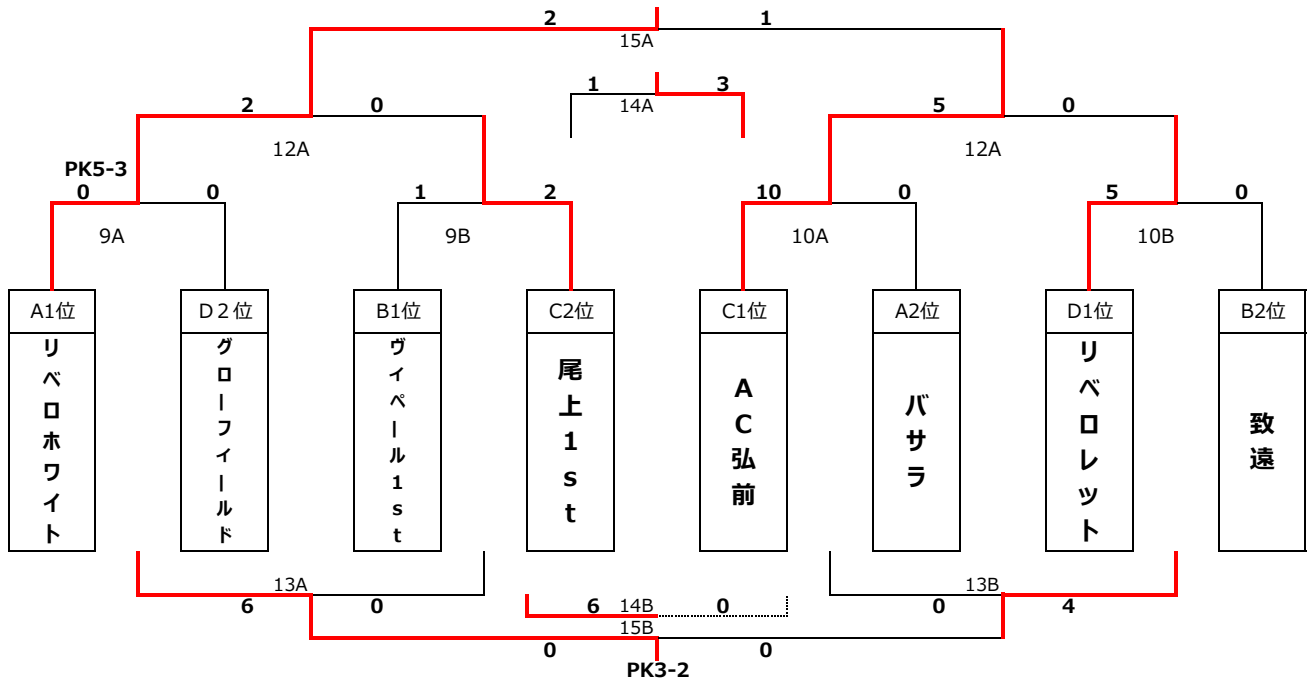 2 1
15A
1 3
14A
2 0 5 0
12A 12A
PK5-3
0 0 1 2 10 0 5 0
9A 9B 10A 10B
A1位 D２位 B1位 C2位 C1位 A2位 D1位 B2位
リベロホワイト
グローフィールド
ヴィペール1st
尾上1st
AC弘前
バサラ
リベロレット
致遠
13A 13B
6 0 6 14B 0 0 4
15B
0 0
PK3-2